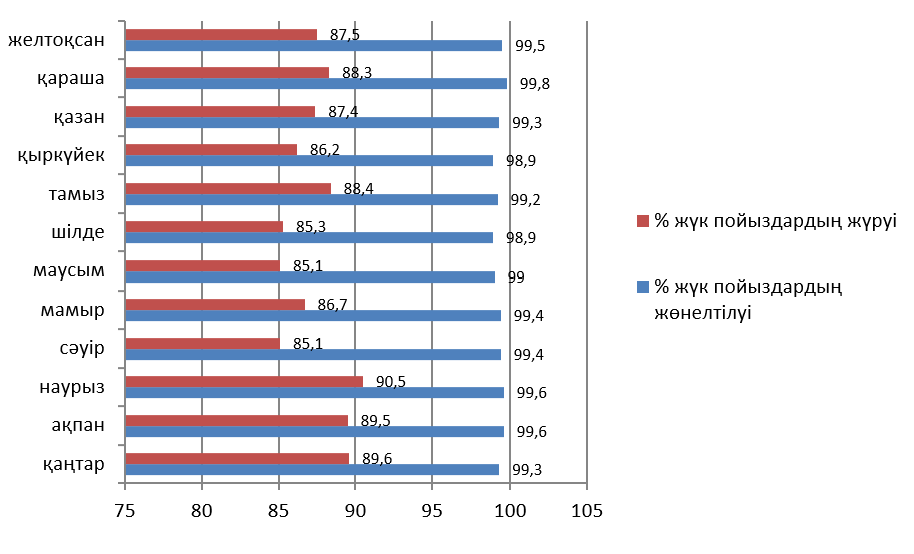 желтоқсан
87,5
99,5
қараша
88,3
99,8
қазан
87,4
99,3
қыркүйек
86,2
98,9
тамыз
88,4
99,2
шілде
85,3
98,9
маусым
85,1
99
мамыр
86,7
99,4
сәуір
85,1
99,4
наурыз
90,5
99,6
ақпан
89,5
99,6
қаңтар
89,6
99,3
75 80 85 90 95 100 105
% жүк пойыздардың жүруі
% жүк пойыздардың
жөнелтілуі